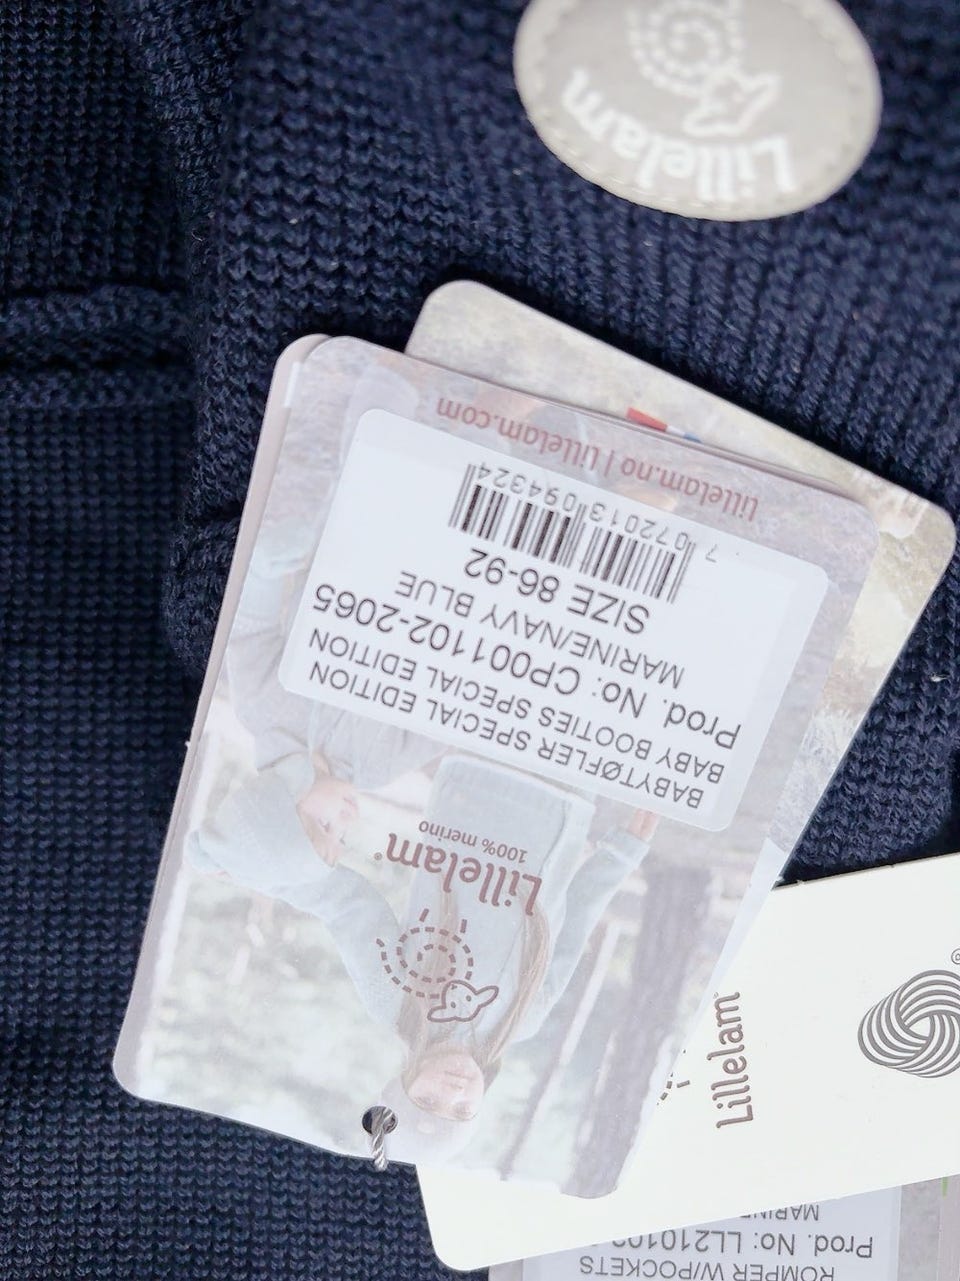 Lillelam
Lillelam®
100% merino
BABYTØFLER SPECIAL EDITION
BABY BOOTIES SPECIAL EDITION
Prod. No: CP001102-2065
MARINE/NAVY BLUE
SIZE 86-92
7 072013 094324
lillelam.no | lillelam.com
Lillelam®
ROMPER W/POCKETS
Prod. No: